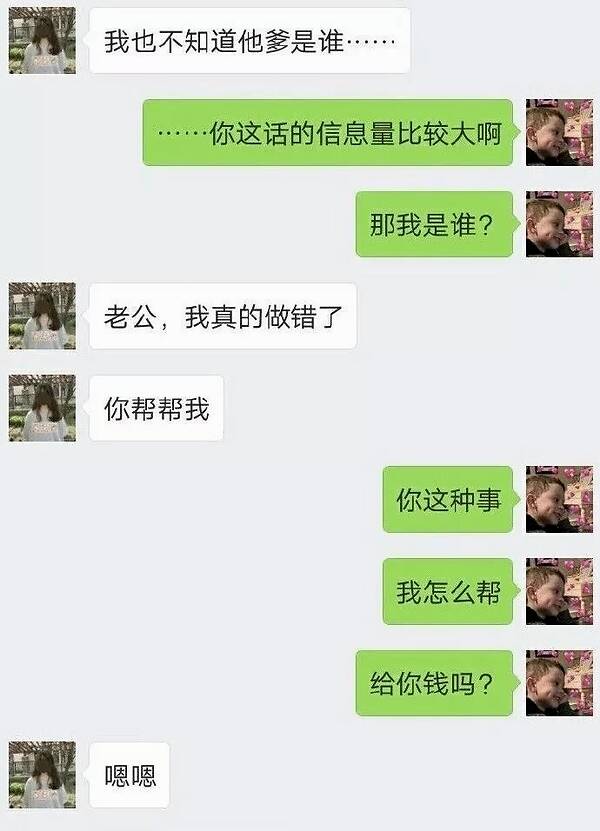 我也不知道他爹是谁……
……你这话的信息量比较大啊
那我是谁？
老公，我真的做错了
你帮帮我
你这种事
我怎么帮
给你钱吗？
嗯嗯